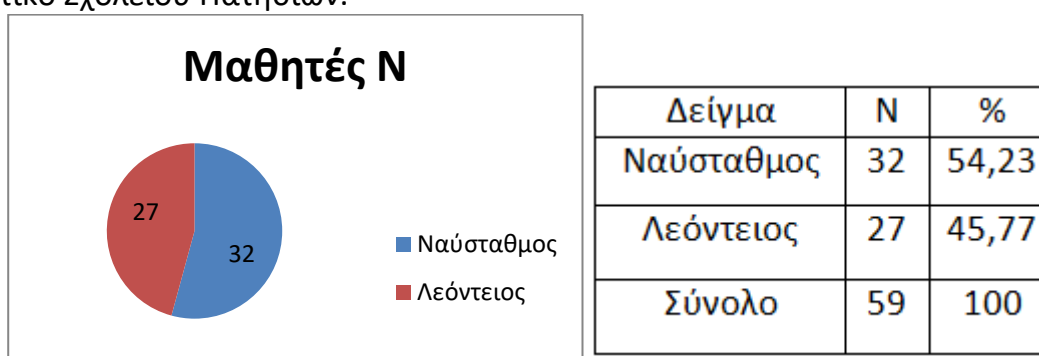 Μαθητές Ν
27
32
Ναύσταθμος
Λεόντειος
Δείγμα Ν %
Ναύσταθμος 32 54,23
Λεόντειος 27 45,77
Σύνολο 59 100